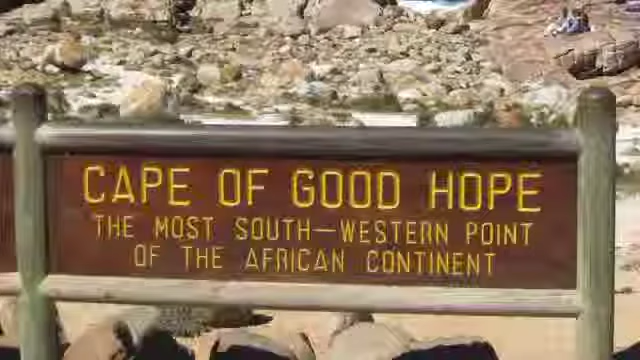 CAPE OF GOOD HOPE
THE MOST SOUTH-WESTERN POINT
OF THE AFRICAN CONTINENT